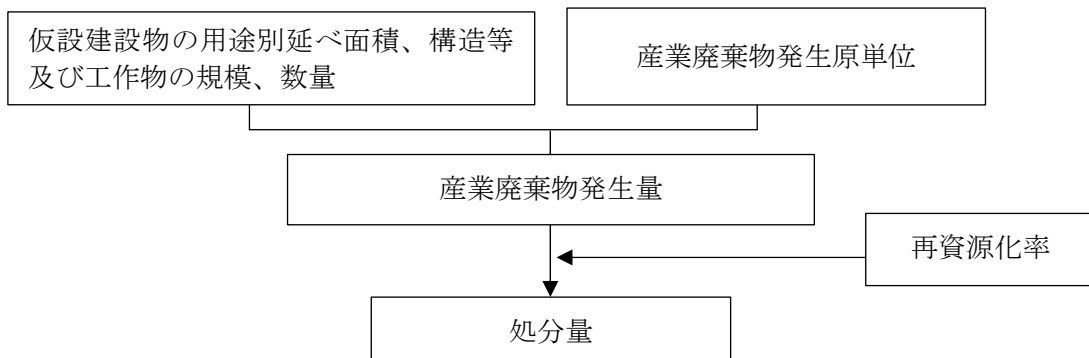 仮設建設物の用途別延べ面積、構造等
及び工作物の規模、数量
産業廃棄物発生原単位
産業廃棄物発生量
再資源化率
処分量